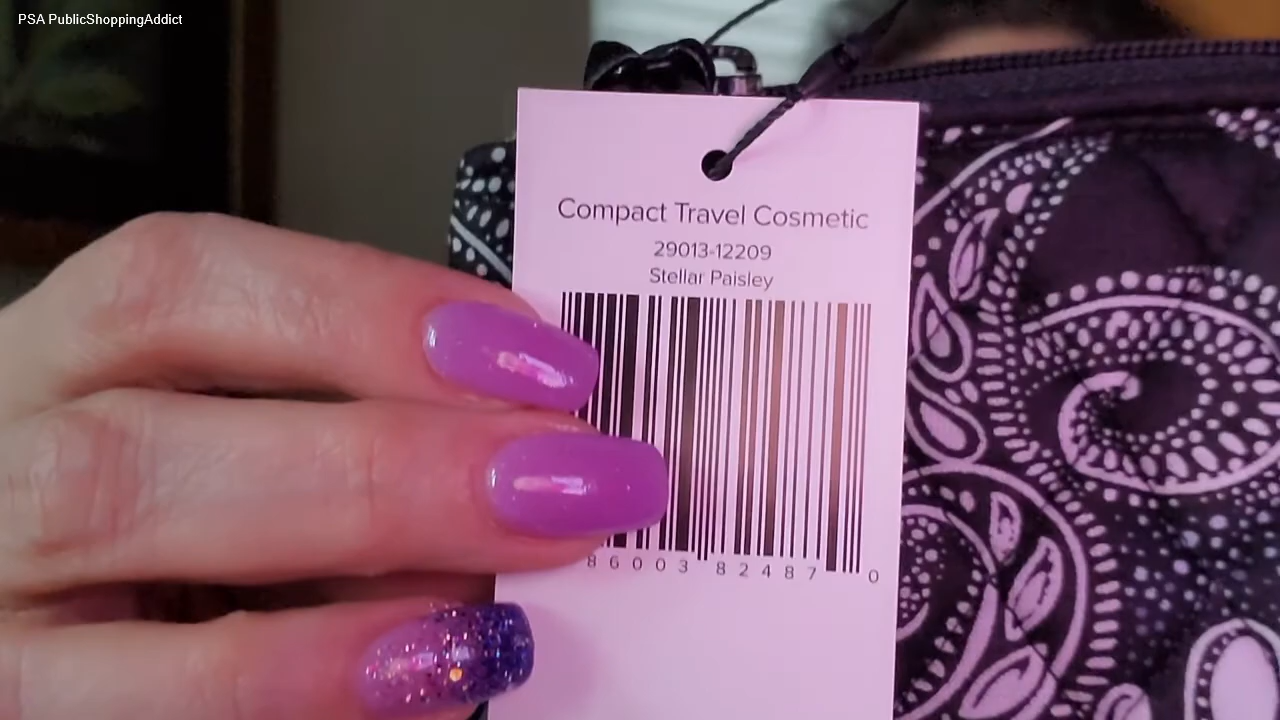 PSA PublicShoppingAddict
Compact Travel Cosmetic
29013-12209
Stellar Paisley
86003 82487 0